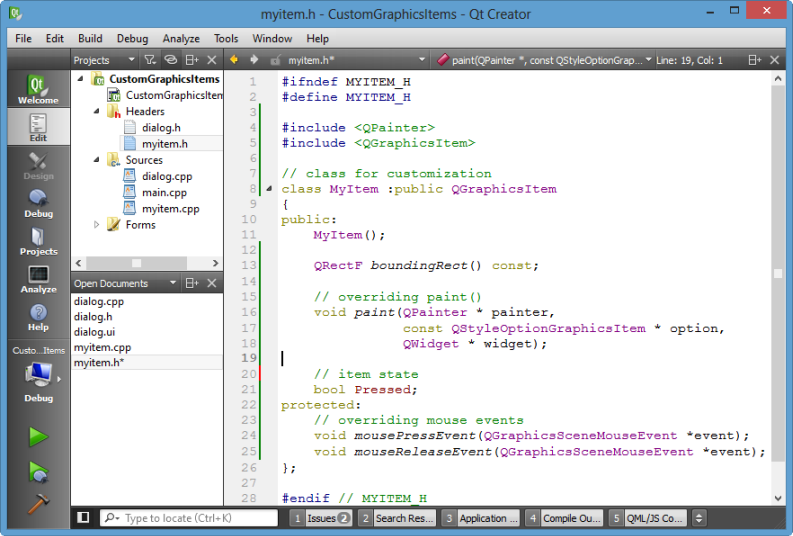 myitem.h - CustomGraphicsItems - Qt Creator
File Edit Build Debug Analyze Tools Window Help
Projects
myitem.h*
paint(QPainter *, const QStyleOptionGrap...
Line: 19, Col: 1
Qt
Welcome
Edit
Design
Debug
Projects
Analyze
Help
Custo...Items
Debug
CustomGraphicsItems
CustomGraphicsIten
Headers
dialog.h
myitem.h
Sources
dialog.cpp
main.cpp
myitem.cpp
Forms
Open Documents
dialog.cpp
dialog.h
dialog.ui
myitem.cpp
myitem.h*
1 #ifndef MYITEM_H
2 #define MYITEM_H
3
4 #include <QPainter>
5 #include <QGraphicsItem>
6
7 // class for customization
8 class MyItem :public QGraphicsItem
9 {
10 public:
11 MyItem();
12
13 QRectF boundingRect() const;
14
15 // overriding paint()
16 void paint(QPainter * painter,
17 const QStyleOptionGraphicsItem * option,
18 QWidget * widget);
19
20 // item state
21 bool Pressed;
22 protected:
23 // overriding mouse events
24 void mousePressEvent(QGraphicsSceneMouseEvent *event);
25 void mouseReleaseEvent(QGraphicsSceneMouseEvent *event);
26 };
27
28 #endif // MYITEM_H
Type to locate (Ctrl+K)
1 Issues 2
2 Search Res...
3 Application ...
4 Compile Ou...
5 QML/JS Co...